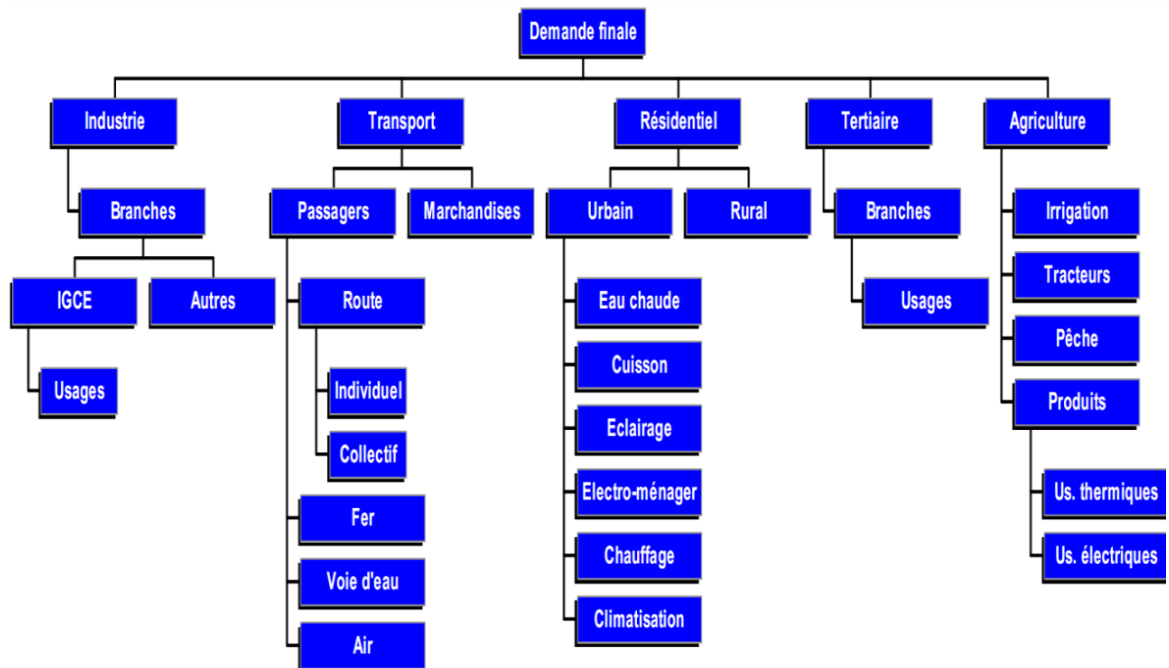 Demande finale
Industrie
Transport
Résidentiel
Tertiaire
Agriculture
Branches
Passagers
Marchandises
Urbain
Rural
Branches
Irrigation
IGCE
Autres
Route
Eau chaude
Usages
Tracteurs
Pêche
Usages
Individuel
Cuisson
Produits
Collectif
Eclairage
Us. thermiques
Electro-ménager
Fer
Us. électriques
Chauffage
Voie d'eau
Climatisation
Air